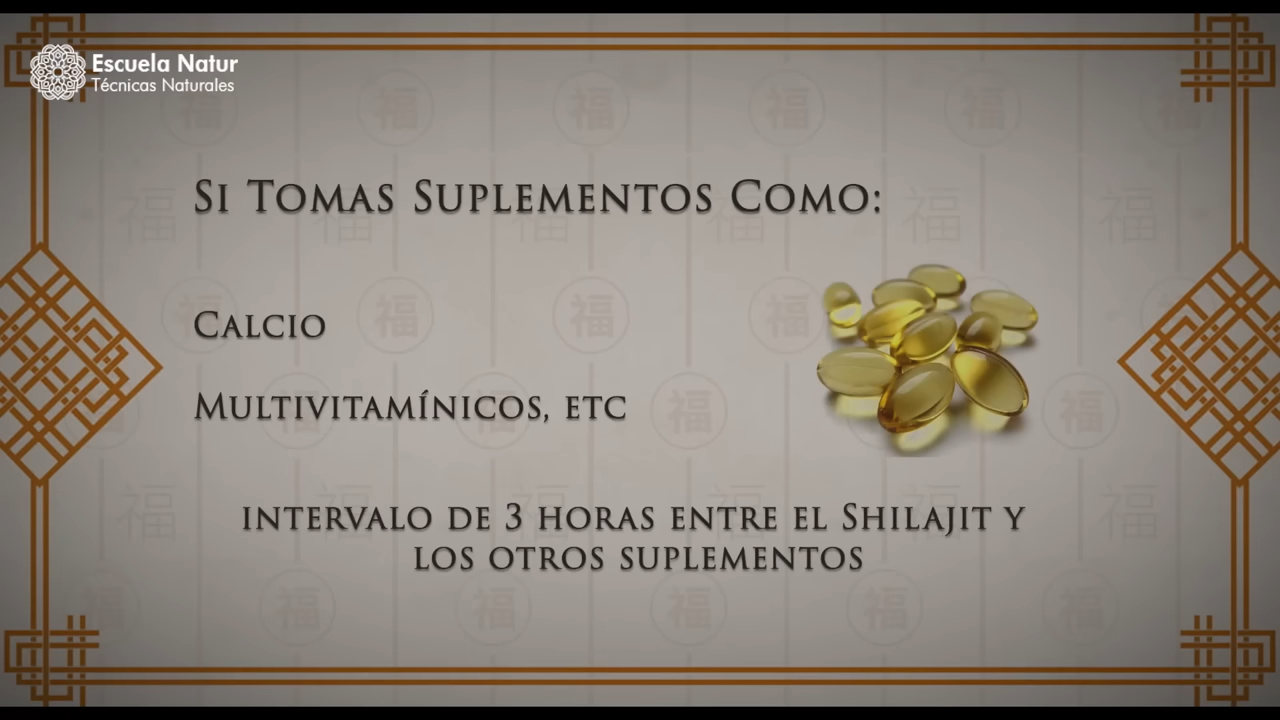 Escuela Natur
Técnicas Naturales
Si Tomas Suplementos Como:
Calcio
Multivitamínicos, etc
intervalo de 3 horas entre el Shilajit y
los otros suplementos
福